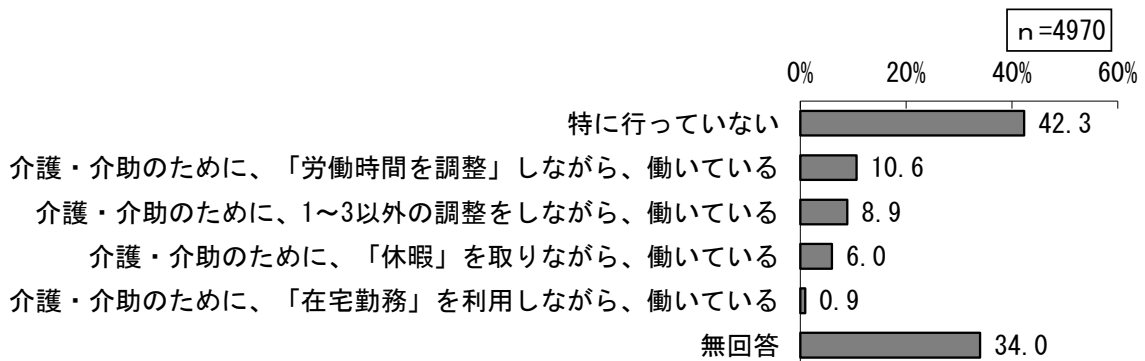 n=4970
0% 20% 40% 60%
特に行っていない 42.3
介護・介助のために、「労働時間を調整」しながら、働いている 10.6
介護・介助のために、1～3以外の調整をしながら、働いている 8.9
介護・介助のために、「休暇」を取りながら、働いている 6.0
介護・介助のために、「在宅勤務」を利用しながら、働いている 0.9
無回答 34.0